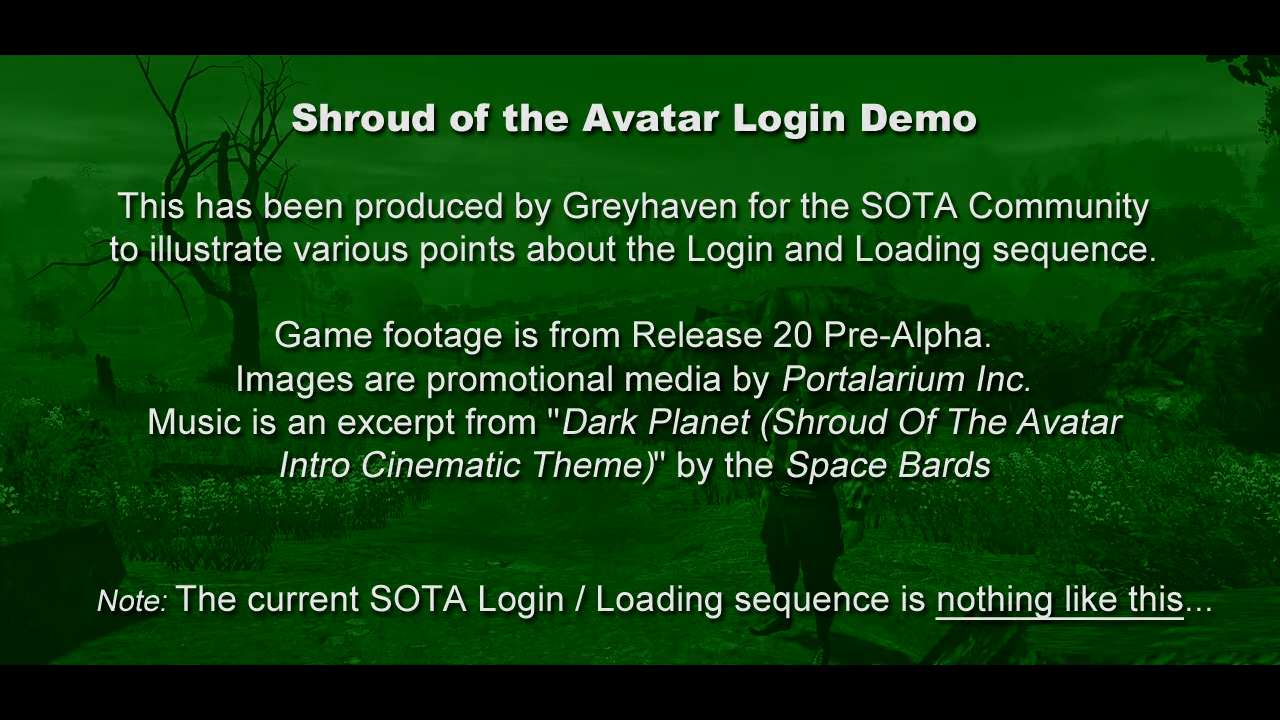 Shroud of the Avatar Login Demo
This has been produced by Greyhaven for the SOTA Community
to illustrate various points about the Login and Loading sequence.
Game footage is from Release 20 Pre-Alpha.
Images are promotional media by Portalarium Inc.
Music is an excerpt from "Dark Planet (Shroud Of The Avatar
Intro Cinematic Theme)" by the Space Bards
Note: The current SOTA Login / Loading sequence is nothing like this...